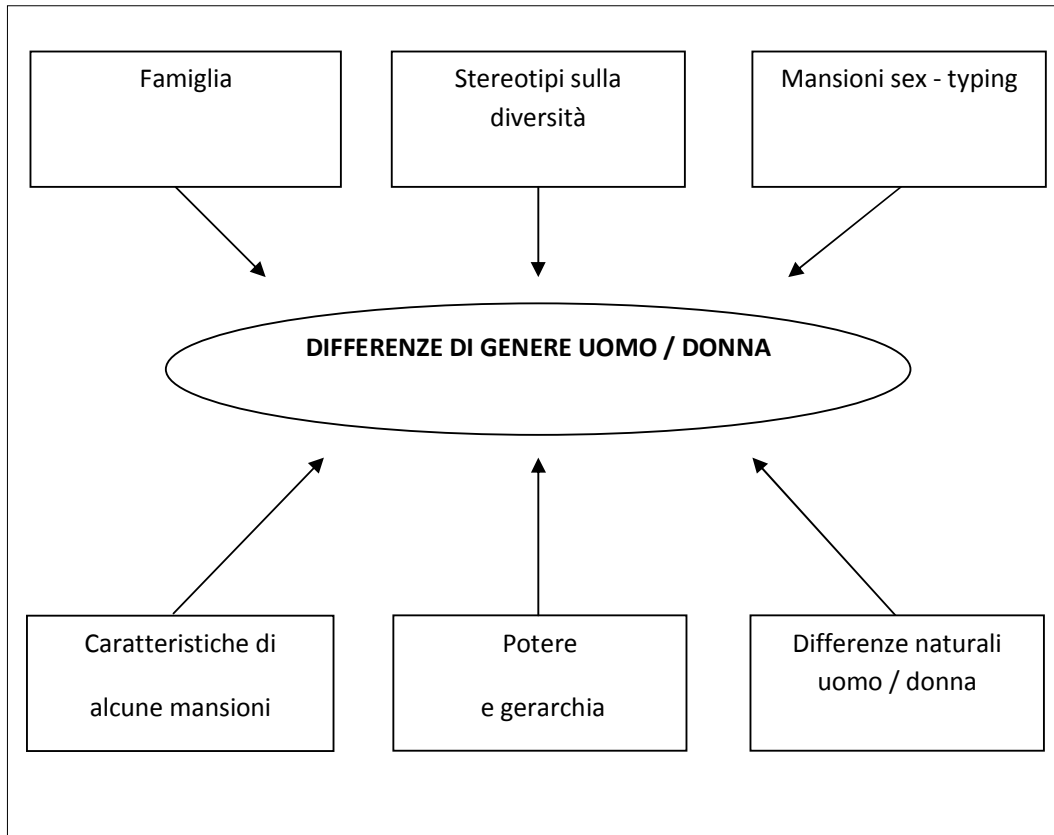 Famiglia
Stereotipi sulla
diversità
Mansioni sex - typing
DIFFERENZE DI GENERE UOMO / DONNA
Caratteristiche di
alcune mansioni
Potere
e gerarchia
Differenze naturali
uomo / donna